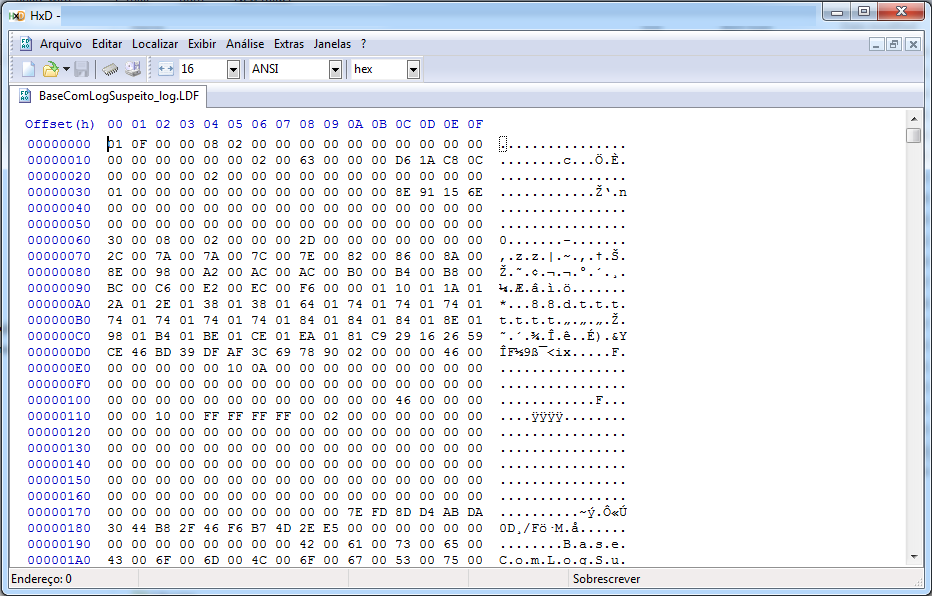 HxD -
Arquivo Editar Localizar Exibir Análise Extras Janelas ?
16 ANSI hex
BaseComLogSuspeito_log.LDF
Offset(h) 00 01 02 03 04 05 06 07 08 09 0A 0B 0C 0D 0E 0F
00000000 01 0F 00 00 08 02 00 00 00 00 00 00 00 00 00 00 ................
00000010 00 00 00 00 00 00 02 00 63 00 00 00 D6 1A C8 0C ........c...Ö.È.
00000020 00 00 00 00 02 00 00 00 00 00 00 00 00 00 00 00 ................
00000030 01 00 00 00 00 00 00 00 00 00 00 00 8E 91 15 6E ............Ž‘.n
00000040 00 00 00 00 00 00 00 00 00 00 00 00 00 00 00 00 ................
00000050 00 00 00 00 00 00 00 00 00 00 00 00 00 00 00 00 ................
00000060 30 00 08 00 02 00 00 00 2D 00 00 00 00 00 00 00 0.......-.......
00000070 2C 00 7A 00 7A 00 7C 00 7E 00 82 00 86 00 8A 00 ,.z.z.|.~.‚.†.Š.
00000080 8E 00 98 00 A2 00 AC 00 AC 00 B0 00 B4 00 B8 00 Ž.˜.¢.¬.¬.°.´.¸.
00000090 BC 00 C6 00 E2 00 EC 00 F6 00 00 01 10 01 1A 01 ¼.Æ.â.ì.ö.......
000000A0 2A 01 2E 01 38 01 38 01 64 01 74 01 74 01 74 01 *...8.8.d.t.t.t.
000000B0 74 01 74 01 74 01 74 01 84 01 84 01 84 01 8E 01 t.t.t.t.„.„.„.Ž.
000000C0 98 01 B4 01 BE 01 CE 01 EA 01 81 C9 29 16 26 59 ˜.´.¾.Î.ê..É).&Y
000000D0 CE 46 BD 39 DF AF 3C 69 78 90 02 00 00 00 46 00 ÎF½9ß¯<ix.....F.
000000E0 00 00 00 00 00 10 0A 00 00 00 00 00 00 00 00 00 ................
000000F0 00 00 00 00 00 00 00 00 00 00 00 00 00 00 00 00 ................
00000100 00 00 00 00 00 00 00 00 00 00 00 00 46 00 00 00 ............F...
00000110 00 00 10 00 FF FF FF FF 00 02 00 00 00 00 00 00 ....ÿÿÿÿ........
00000120 00 00 00 00 00 00 00 00 00 00 00 00 00 00 00 00 ................
00000130 00 00 00 00 00 00 00 00 00 00 00 00 00 00 00 00 ................
00000140 00 00 00 00 00 00 00 00 00 00 00 00 00 00 00 00 ................
00000150 00 00 00 00 00 00 00 00 00 00 00 00 00 00 00 00 ................
00000160 00 00 00 00 00 00 00 00 00 00 00 00 00 00 00 00 ................
00000170 00 00 00 00 00 00 00 00 00 00 7E FD 8D D4 AB DA ..........~ý.Ô«Ú
00000180 30 44 B8 2F 46 F6 B7 4D 2E E5 00 00 00 00 00 00 0D¸/Fö·M.å......
00000190 00 00 00 00 00 00 00 00 42 00 61 00 73 00 65 00 ........B.a.s.e.
000001A0 43 00 6F 00 6D 00 4C 00 6F 00 67 00 53 00 75 00 C.o.m.L.o.g.S.u.
Endereço: 0 Sobrescrever